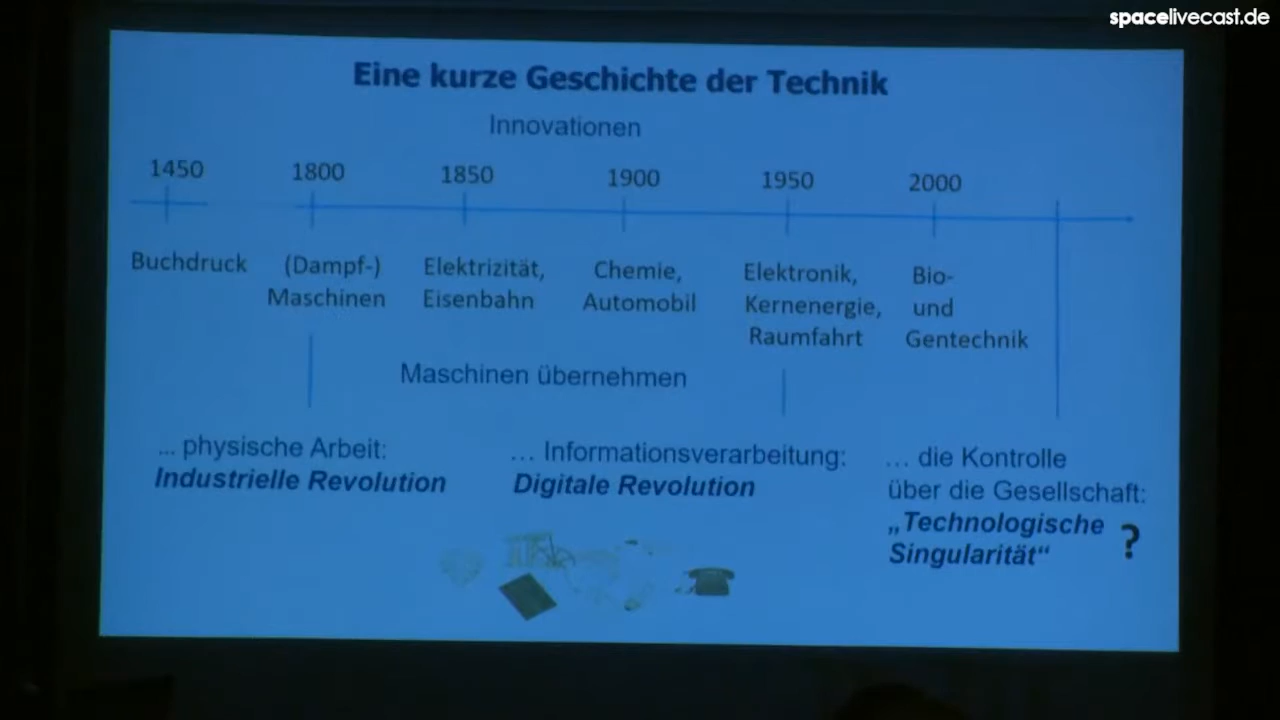 spacelivecast.de
Eine kurze Geschichte der Technik
Innovationen
1450 1800 1850 1900 1950 2000
Buchdruck (Dampf-) Elektrizität, Chemie, Elektronik, Bio-
Maschinen Eisenbahn Automobil Kernenergie, und
Raumfahrt Gentechnik
Maschinen übernehmen
... physische Arbeit: ... Informationsverarbeitung: ... die Kontrolle
Industrielle Revolution Digitale Revolution über die Gesellschaft:
„Technologische
Singularität“ ?